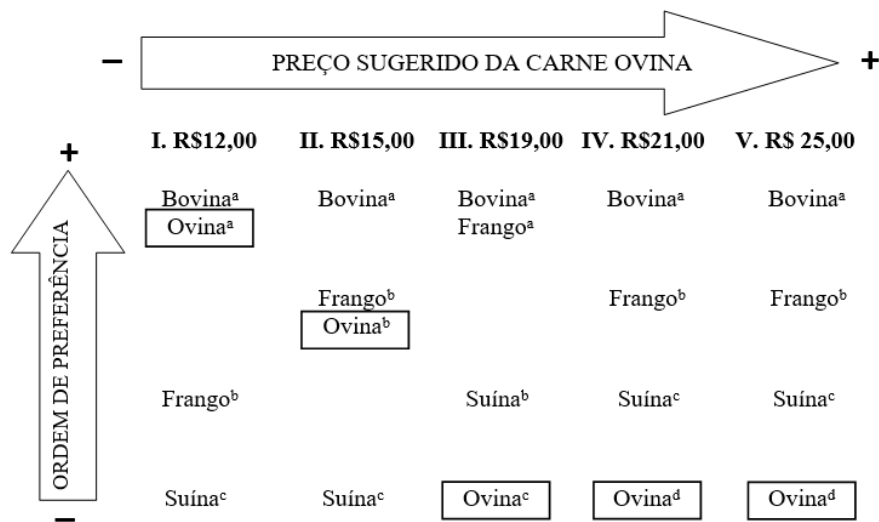 − PREÇO SUGERIDO DA CARNE OVINA +
+ I. R$12,00 II. R$15,00 III. R$19,00 IV. R$21,00 V. R$ 25,00
Bovinaᵃ Bovinaᵃ Bovinaᵃ Bovinaᵃ Bovinaᵃ
Ovinaᵃ Frangoᵃ
Frangoᵇ Frangoᵇ Frangoᵇ
Ovinaᵇ
Frangoᵇ Suínaᵇ Suínaᶜ Suínaᶜ
Suínaᶜ Suínaᶜ Ovinaᶜ Ovinaᵈ Ovinaᵈ
−
ORDEM DE PREFERÊNCIA